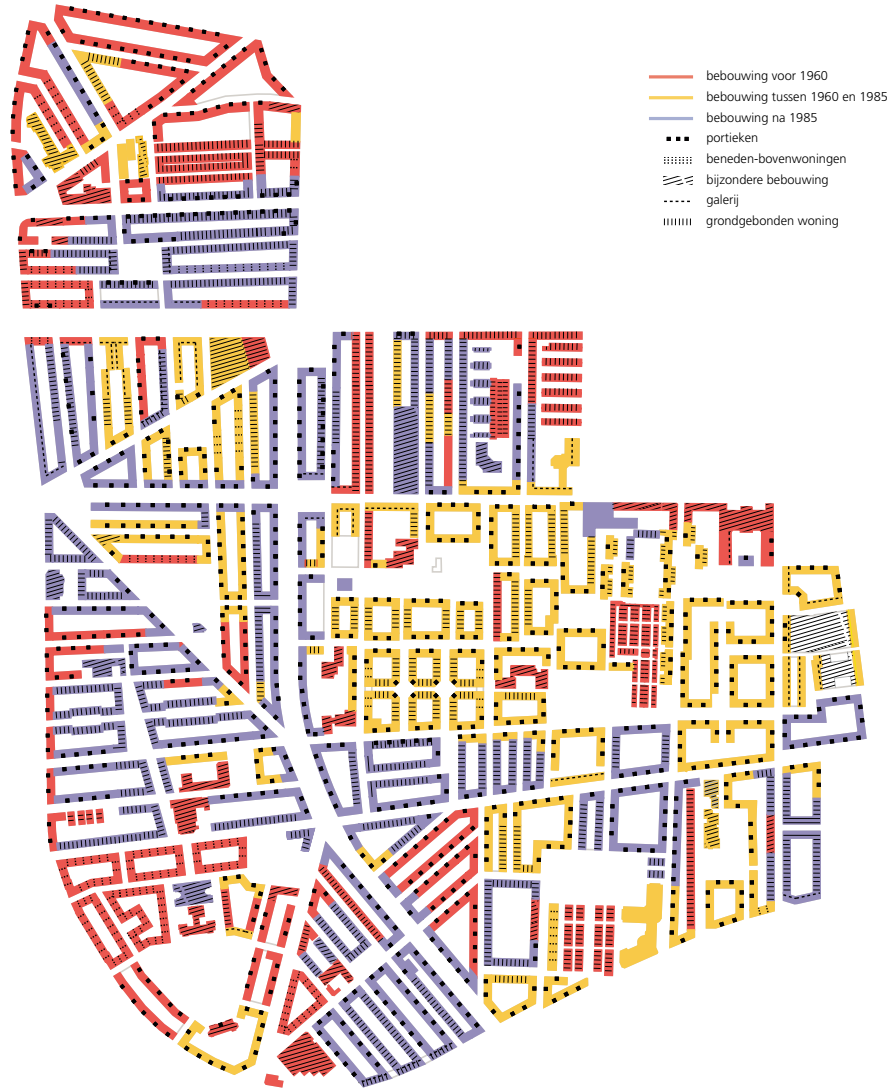 bebouwing voor 1960
bebouwing tussen 1960 en 1985
bebouwing na 1985
portieken
beneden-bovenwoningen
bijzondere bebouwing
galerij
grondgebonden woning